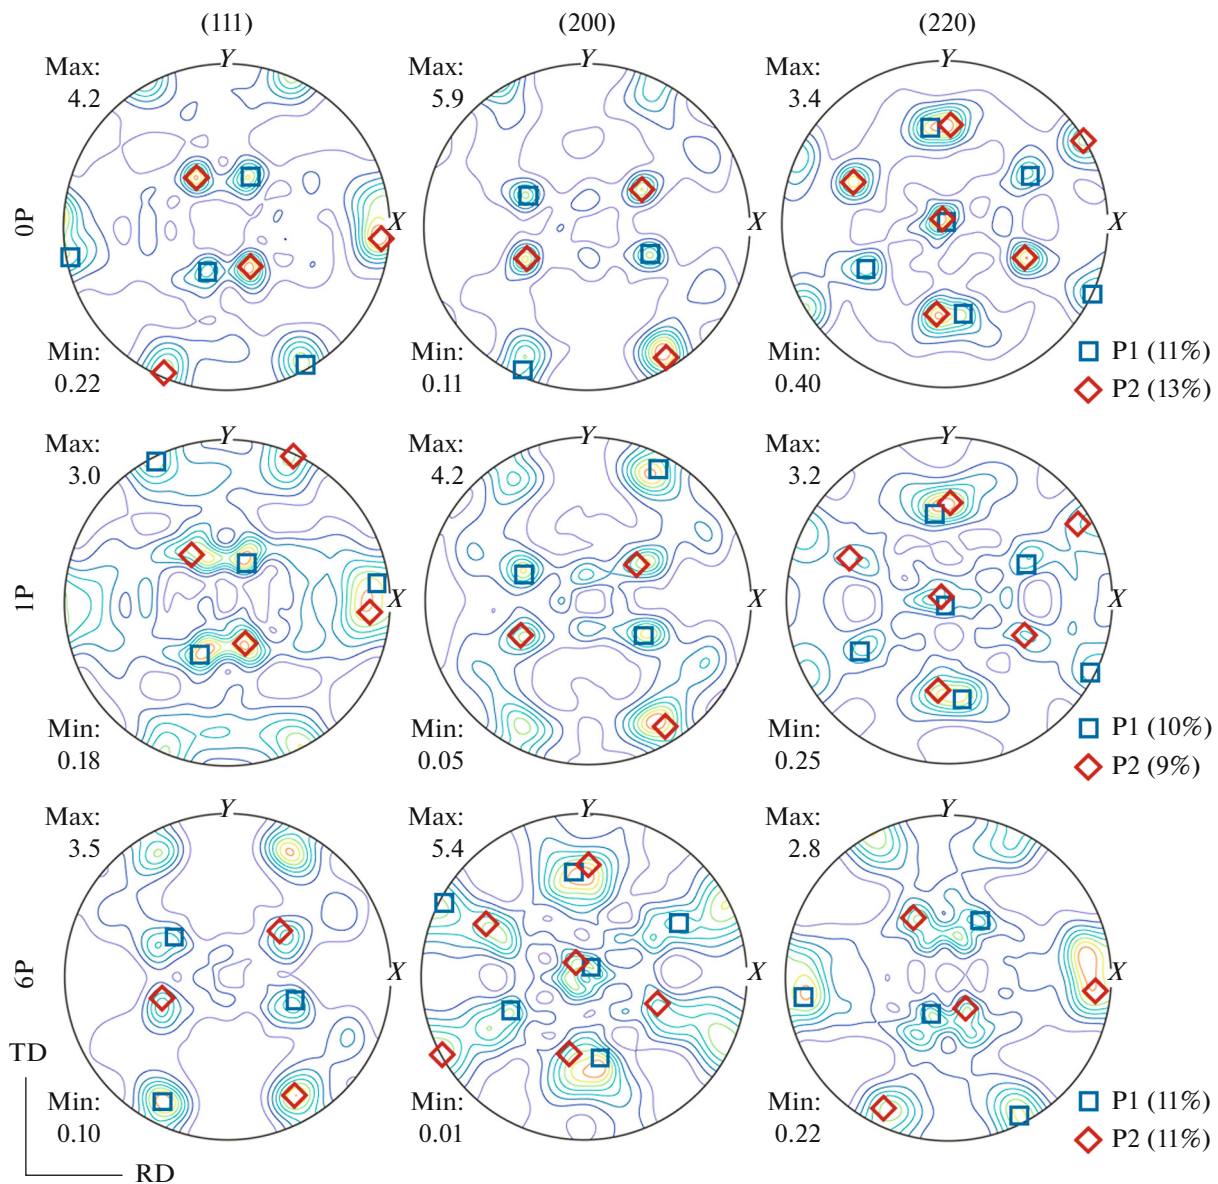 (111) (200) (220)
Y Y Y
Max: Max: Max:
4.2 5.9 3.4
0P X X X
Min: Min: Min:
0.22 0.11 0.40
P1 (11%)
P2 (13%)
Y Y Y
Max: Max: Max:
3.0 4.2 3.2
1P X X X
Min: Min: Min:
0.18 0.05 0.25
P1 (10%)
P2 (9%)
Y Y Y
Max: Max: Max:
3.5 5.4 2.8
6P X X X
TD
Min: Min: Min:
0.10 0.01 0.22
P1 (11%)
P2 (11%)
RD